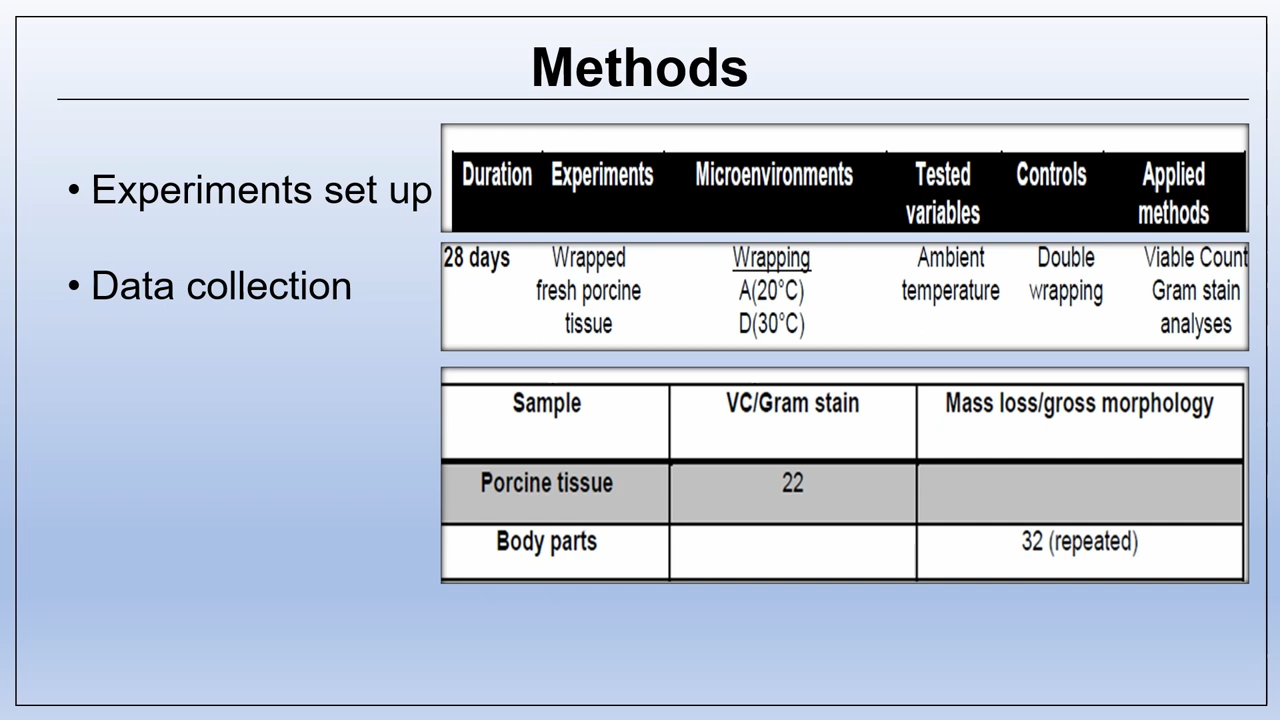 Methods
• Experiments set up
• Data collection
Duration Experiments Microenvironments Tested variables Controls Applied methods
28 days Wrapped fresh porcine tissue Wrapping A(20°C) D(30°C) Ambient temperature Double wrapping Viable Count Gram stain analyses
Sample VC/Gram stain Mass loss/gross morphology
Porcine tissue 22
Body parts 32 (repeated)